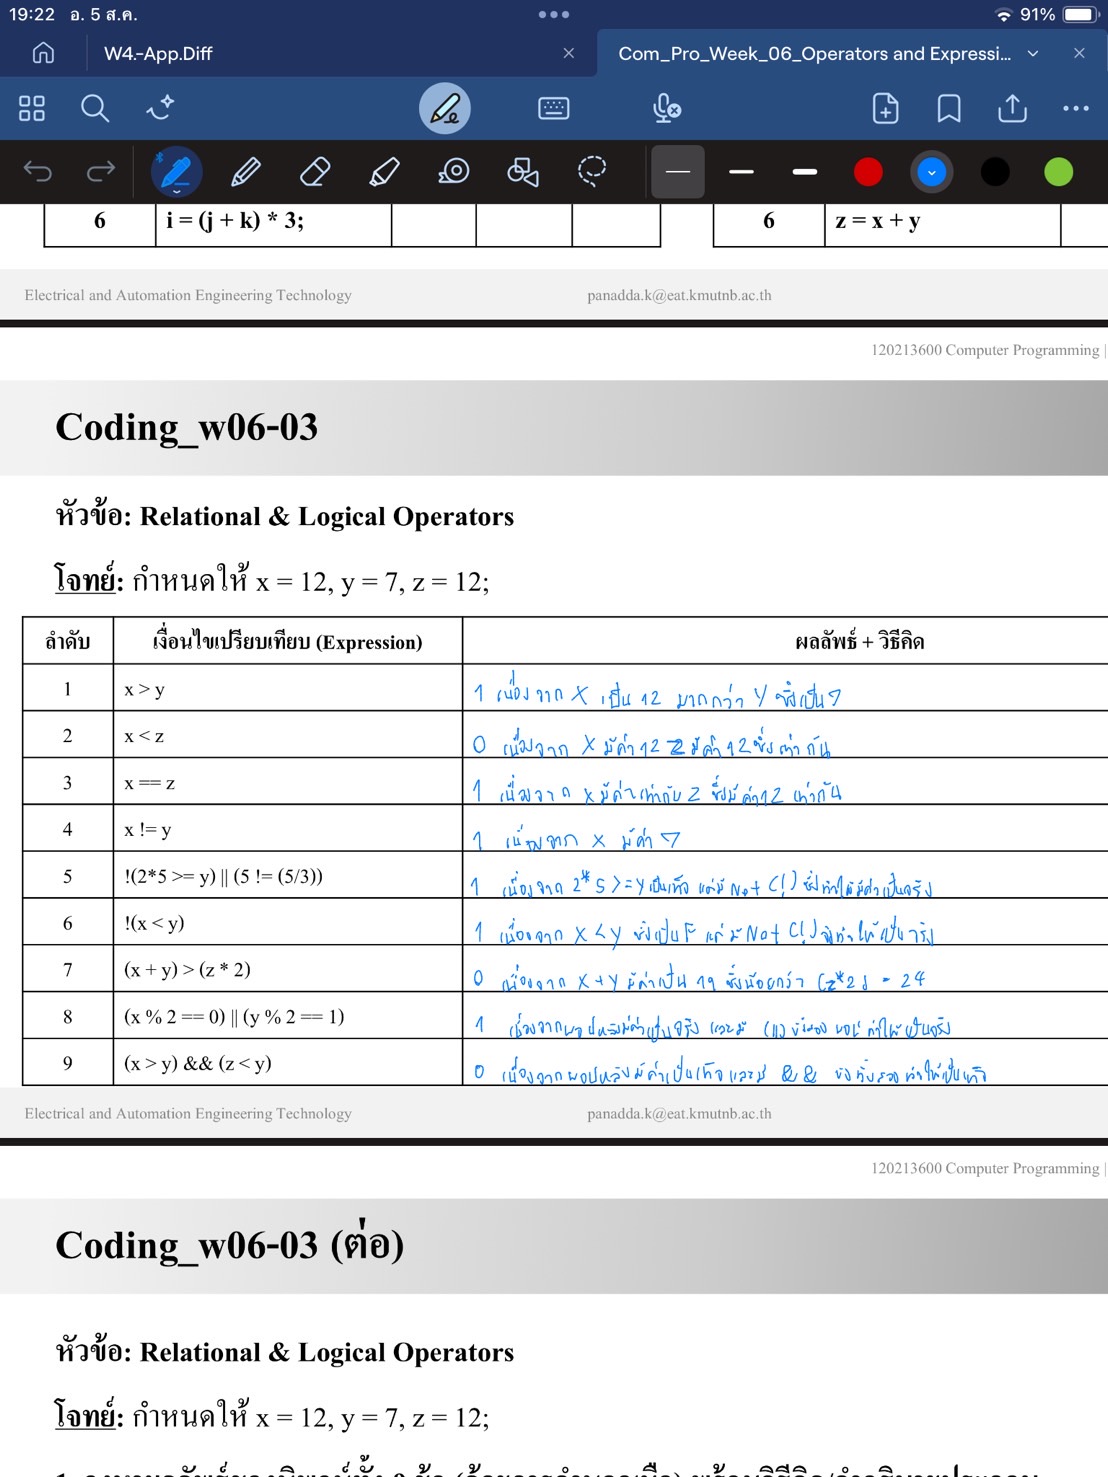 19:22 อ. 5 ส.ค.
91%
W4.-App.Diff
Com_Pro_Week_06_Operators and Expressi...
6 i = (j + k) * 3;
6 z = x + y
Electrical and Automation Engineering Technology
panadda.k@eat.kmutnb.ac.th
120213600 Computer Programming |
Coding_w06-03
หัวข้อ: Relational & Logical Operators
โจทย์: กำหนดให้ x = 12, y = 7, z = 12;
ลำดับ เงื่อนไขเปรียบเทียบ (Expression) ผลลัพธ์ + วิธีคิด
1 x > y 1 เนื่องจาก X เป็น 12 มากกว่า Y ซึ่งเป็น 7
2 x < z 0 เนื่องจาก X มีค่า 12 Z มีค่า 12 ซึ่งเท่ากัน
3 x == z 1 เนื่องจาก x มีค่าเท่ากับ Z ซึ่งมีค่า 12 เท่ากัน
4 x != y 1 เนื่องจาก x มีค่า 7
5 !(2*5 >= y) || (5 != (5/3)) 1 เนื่องจาก 2*5 >= y เป็นเท็จ แต่มี Not (!) ซึ่งทำให้มีค่าเป็นจริง
6 !(x < y) 1 เนื่องจาก X < y ซึ่งเป็น F แต่มี Not (!) จึงทำให้เป็นจริง
7 (x + y) > (z * 2) 0 เนื่องจาก X + Y มีค่าเป็น 19 ซึ่งน้อยกว่า (z*2) = 24
8 (x % 2 == 0) || (y % 2 == 1) 1 เนื่องจากพจน์หลังมีค่าเป็นจริง และมี (||) ทำให้เป็นจริง
9 (x > y) && (z < y) 0 เนื่องจากพจน์หลังมีค่าเป็นเท็จ และมี && ทำให้เป็นเท็จ
Electrical and Automation Engineering Technology
panadda.k@eat.kmutnb.ac.th
120213600 Computer Programming |
Coding_w06-03 (ต่อ)
หัวข้อ: Relational & Logical Operators
โจทย์: กำหนดให้ x = 12, y = 7, z = 12;